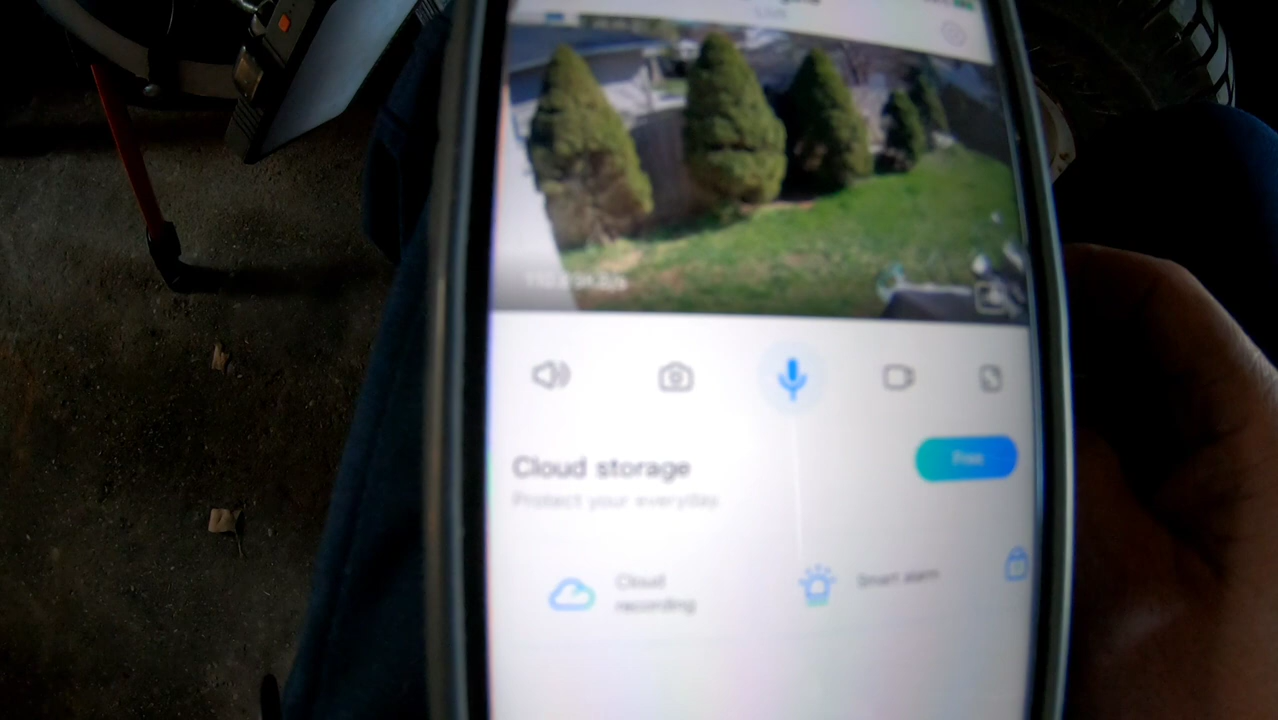 Cloud storage
Free
Protect your everyday
Cloud
recording
Smart alarm